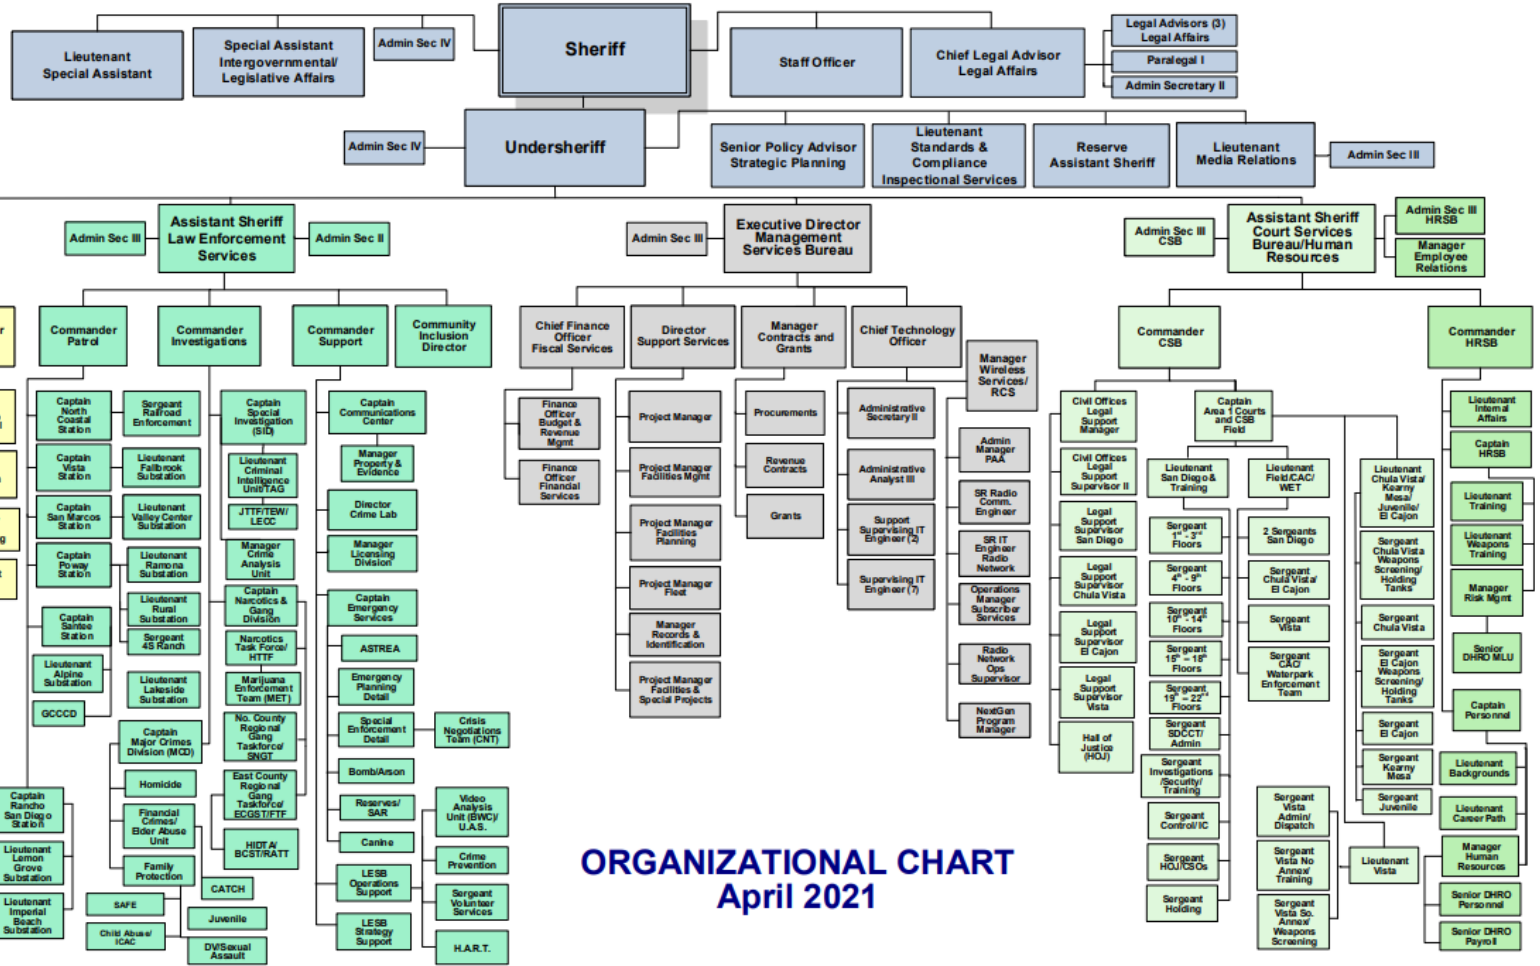 Lieutenant
Special Assistant
Special Assistant
Intergovernmental/
Legislative Affairs
Admin Sec IV
Sheriff
Staff Officer
Chief Legal Advisor
Legal Affairs
Legal Advisors (3)
Legal Affairs
Paralegal I
Admin Secretary II
Admin Sec IV
Undersheriff
Senior Policy Advisor
Strategic Planning
Lieutenant
Standards &
Compliance
Inspectional Services
Reserve
Assistant Sheriff
Lieutenant
Media Relations
Admin Sec III
Admin Sec III
Assistant Sheriff
Law Enforcement
Services
Admin Sec II
Admin Sec III
Executive Director
Management
Services Bureau
Admin Sec III
CSB
Assistant Sheriff
Court Services
Bureau/Human
Resources
Admin Sec III
HRSB
Manager
Employee
Relations
Commander
Patrol
Commander
Investigations
Commander
Support
Community
Inclusion
Director
Chief Finance
Officer
Fiscal Services
Director
Support Services
Manager
Contracts and
Grants
Chief Technology
Officer
Manager
Wireless
Services/
RCS
Commander
CSB
Commander
HRSB
Captain
North
Coastal
Station
Sergeant
Railroad
Enforcement
Captain
Vista
Station
Lieutenant
Fallbrook
Substation
Captain
San Marcos
Station
Lieutenant
Valley Center
Substation
Captain
Poway
Station
Lieutenant
Ramona
Substation
Lieutenant
Rural
Substation
Captain
Santee
Station
Sergeant
4S Ranch
Lieutenant
Alpine
Substation
Lieutenant
Lakeside
Substation
GCCCD
Captain
Rancho
San Diego
Station
Lieutenant
Lemon
Grove
Substation
Lieutenant
Imperial
Beach
Substation
Captain
Special
Investigation
(SID)
Lieutenant
Criminal
Intelligence
Unit/TAG
JTTF/TEW/
LECC
Manager
Crime
Analysis
Unit
Captain
Narcotics &
Gang
Division
Narcotics
Task Force/
HTTF
Marijuana
Enforcement
Team (MET)
No. County
Regional
Gang
Taskforce/
SNGT
East County
Regional
Gang
Taskforce/
ECGST/FTF
HIDTA/
BCST/RATT
Captain
Major Crimes
Division (MCD)
Homicide
Financial
Crimes/
Elder Abuse
Unit
Family
Protection
CATCH
SAFE
Juvenile
Child Abuse/
ICAC
DV/Sexual
Assault
Captain
Communications
Center
Manager
Property &
Evidence
Director
Crime Lab
Manager
Licensing
Division
Captain
Emergency
Services
ASTREA
Emergency
Planning
Detail
Special
Enforcement
Detail
Crisis
Negotiations
Team (CNT)
Bomb/Arson
Reserves/
SAR
Canine
LESB
Operations
Support
LESB
Strategy
Support
Video
Analysis
Unit (BWC)/
U.A.S.
Crime
Prevention
Sergeant
Volunteer
Services
H.A.R.T.
Finance
Officer
Budget &
Revenue
Mgmt
Finance
Officer
Financial
Services
Project Manager
Project Manager
Facilities Mgmt
Project Manager
Facilities
Planning
Project Manager
Fleet
Manager
Records &
Identification
Project Manager
Facilities &
Special Projects
Procurements
Revenue
Contracts
Grants
Administrative
Secretary II
Administrative
Analyst III
Support
Supervising IT
Engineer (2)
Supervising IT
Engineer (7)
Admin
Manager
PAA
SR Radio
Comm.
Engineer
SR IT
Engineer
Radio
Network
Operations
Manager
Subscriber
Services
Radio
Network
Ops
Supervisor
NextGen
Program
Manager
Civil Offices
Legal
Support
Manager
Civil Offices
Legal
Support
Supervisor II
Legal
Support
Supervisor
San Diego
Legal
Support
Supervisor
Chula Vista
Legal
Support
Supervisor
El Cajon
Legal
Support
Supervisor
Vista
Hall of
Justice
(HOJ)
Captain
Area 1 Courts
and CSB
Field
Lieutenant
San Diego &
Training
Sergeant
1st - 3rd
Floors
Sergeant
4th - 9th
Floors
Sergeant
10th - 14th
Floors
Sergeant
15th – 18th
Floors
Sergeant
19th – 22nd
Floors
Sergeant
SDCCT/
Admin
Sergeant
Investigations
/Security/
Training
Sergeant
Control/IC
Sergeant
HOJ/CSOs
Sergeant
Holding
Lieutenant
Field/CAC/
WET
2 Sergeants
San Diego
Sergeant
Chula Vista/
El Cajon
Sergeant
Vista
Sergeant
CAC/
Waterpark
Enforcement
Team
Lieutenant
Chula Vista/
Kearny
Mesa/
Juvenile/
El Cajon
Sergeant
Chula Vista
Weapons
Screening/
Holding
Tanks
Sergeant
Chula Vista
Sergeant
El Cajon
Weapons
Screening/
Holding
Tanks
Sergeant
El Cajon
Sergeant
Kearny
Mesa
Sergeant
Juvenile
Sergeant
Vista
Admin/
Dispatch
Sergeant
Vista No
Annex/
Training
Sergeant
Vista So.
Annex/
Weapons
Screening
Lieutenant
Vista
Lieutenant
Internal
Affairs
Captain
HRSB
Lieutenant
Training
Lieutenant
Weapons
Training
Manager
Risk Mgmt
Senior
DHRO MLU
Captain
Personnel
Lieutenant
Backgrounds
Lieutenant
Career Path
Manager
Human
Resources
Senior DHRO
Personnel
Senior DHRO
Payroll
ORGANIZATIONAL CHART
April 2021